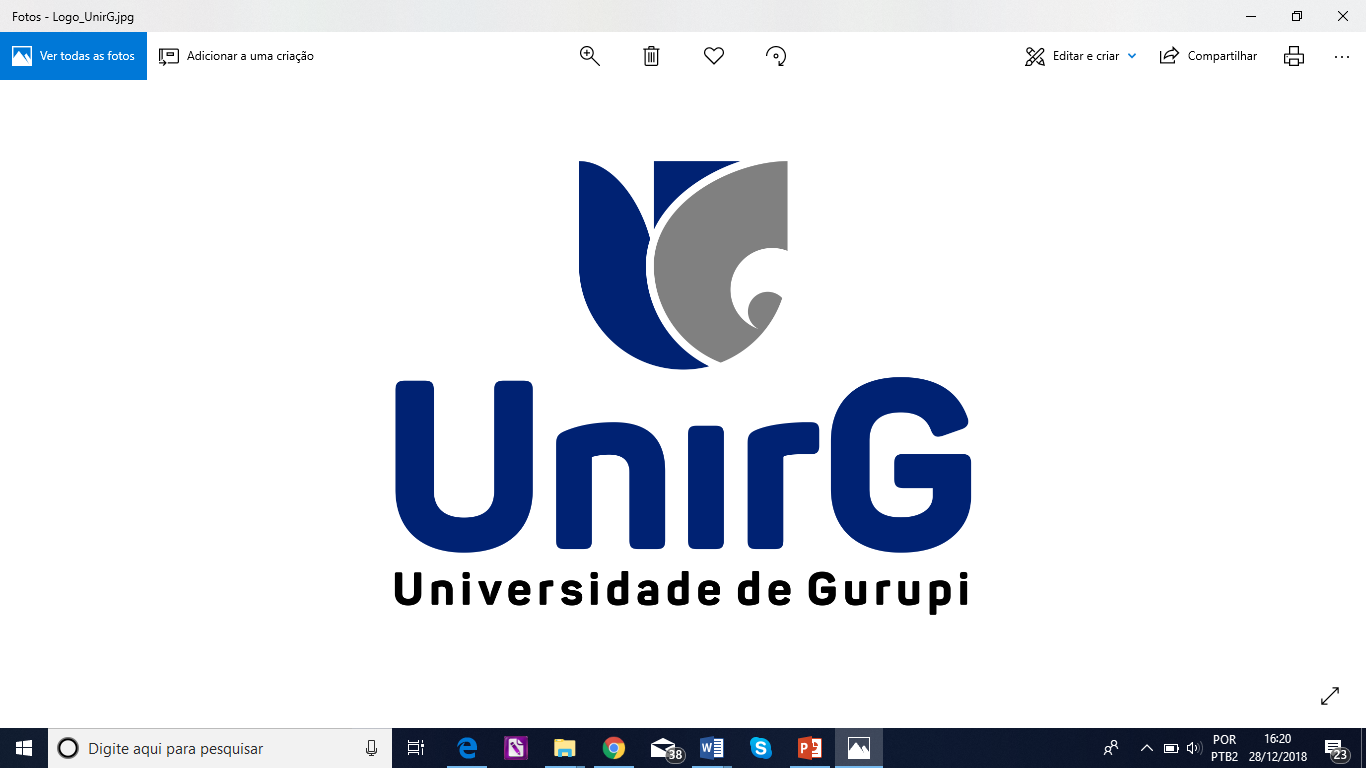 Fotos - Logo_UnirG.jpg
Ver todas as fotos Adicionar a uma criação Editar e criar Compartilhar
UnirG
Universidade de Gurupi
Digite aqui para pesquisar 38 POR 16:20
PTB2 28/12/2018 23